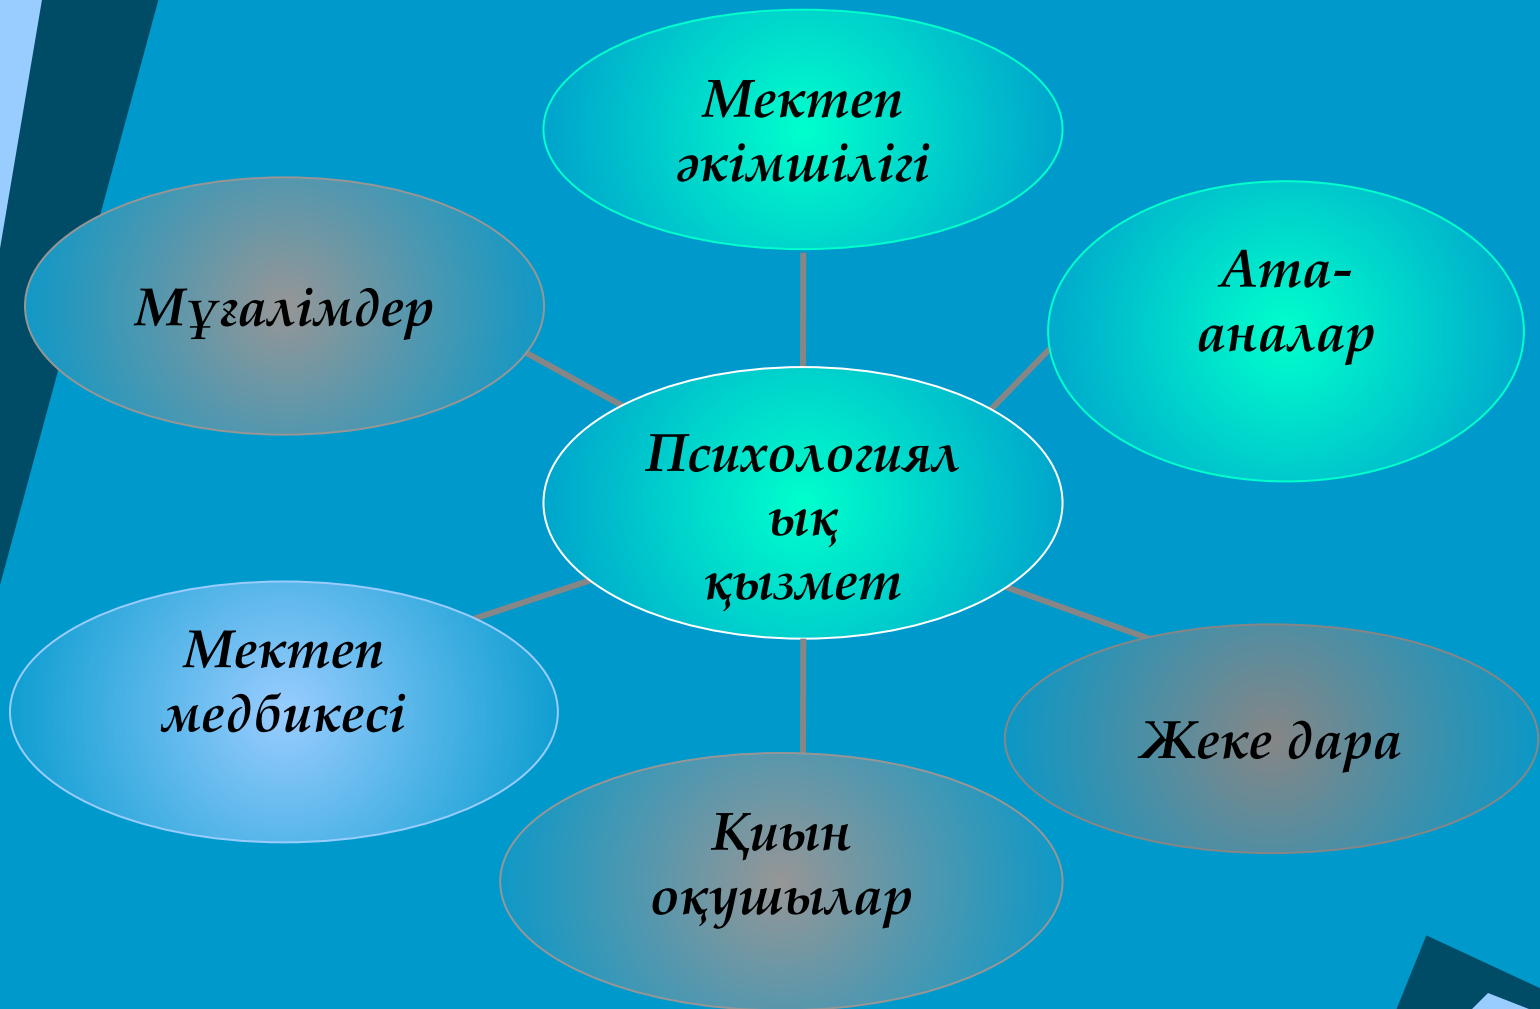 Мектеп
әкімшілігі
Мұғалімдер
Ата-
аналар
Психологиял
ық
қызмет
Мектеп
медбикесі
Жеке дара
Қиын
оқушылар